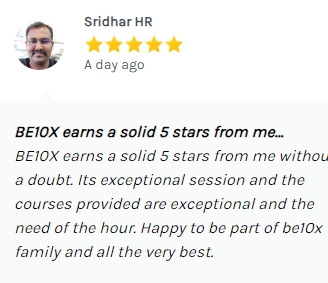 Sridhar HR
A day ago
BE10X earns a solid 5 stars from me...
BE10X earns a solid 5 stars from me withou
a doubt. Its exceptional session and the
courses provided are exceptional and the
need of the hour. Happy to be part of be10x
family and all the very best.